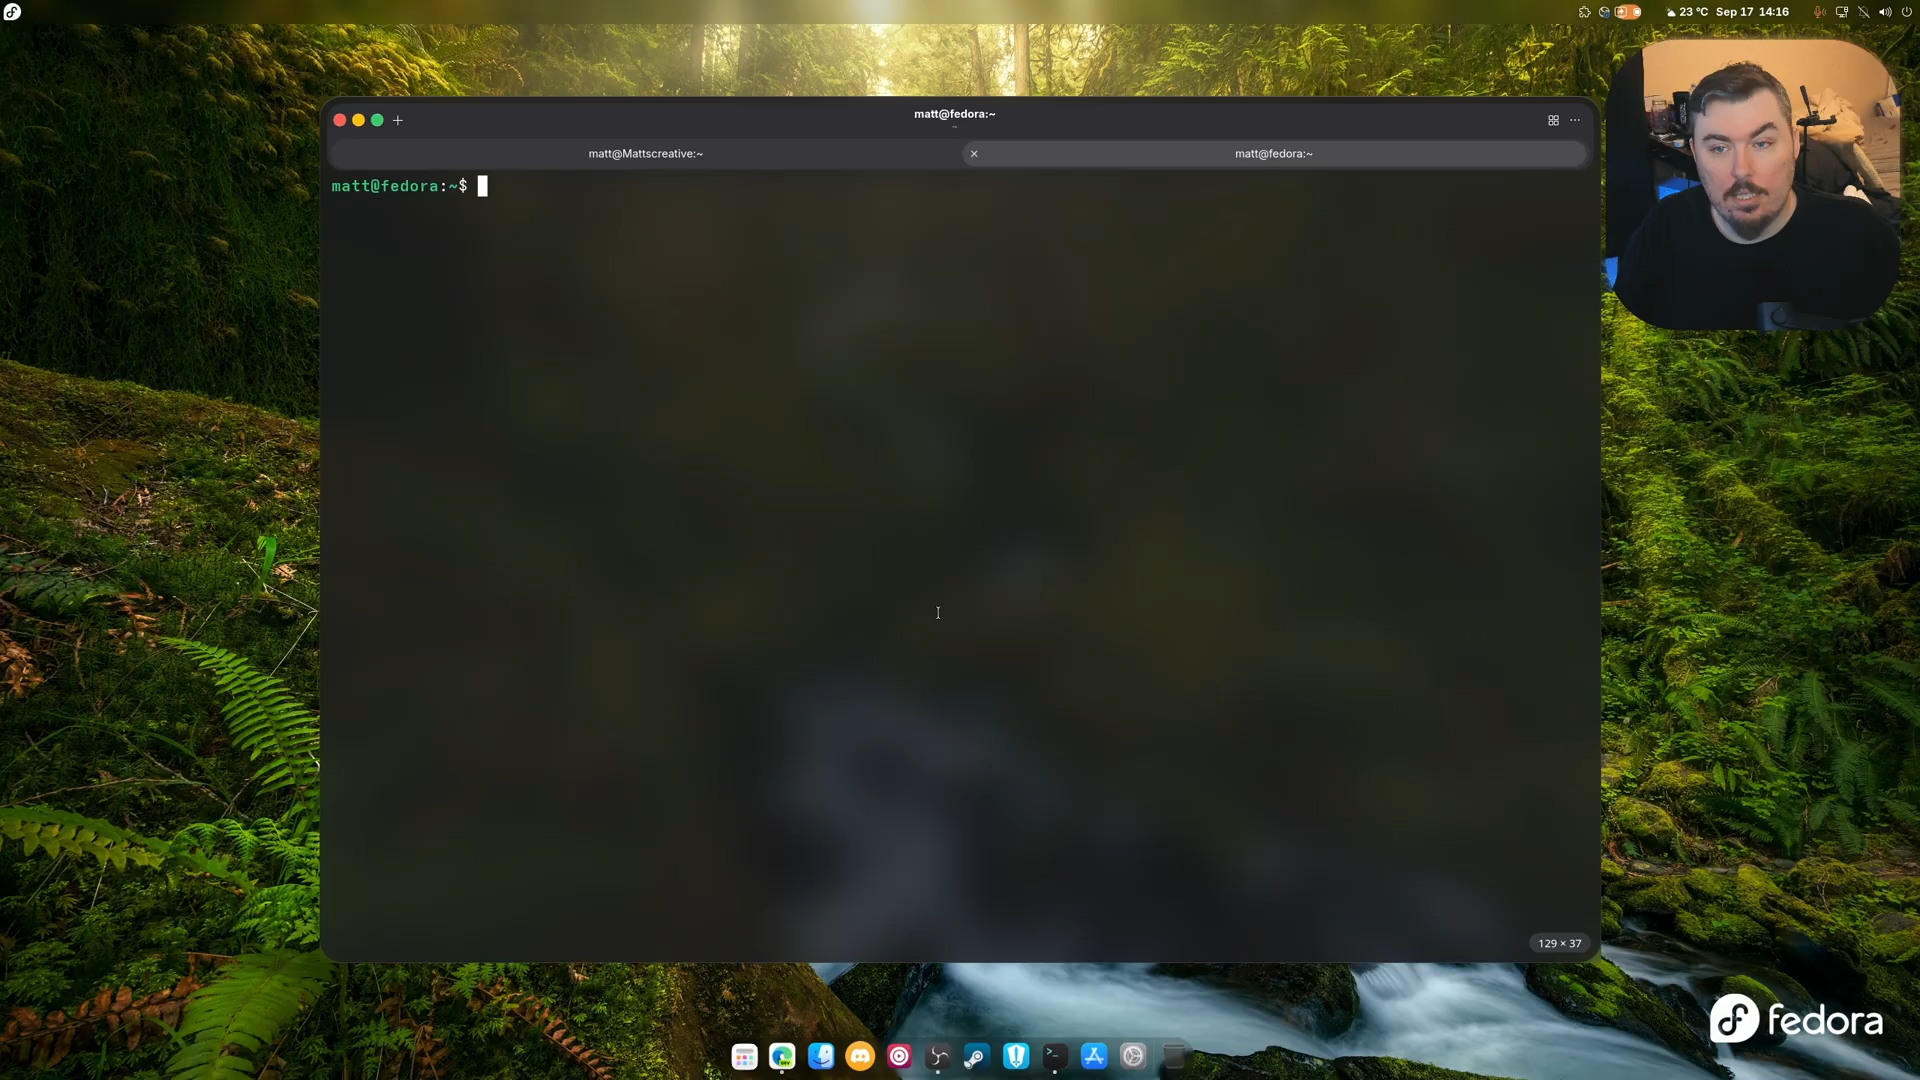 23 °C Sep 17 14:16
matt@fedora:~
~
matt@Mattscreative:~
matt@fedora:~
matt@fedora:~$
129 × 37
fedora